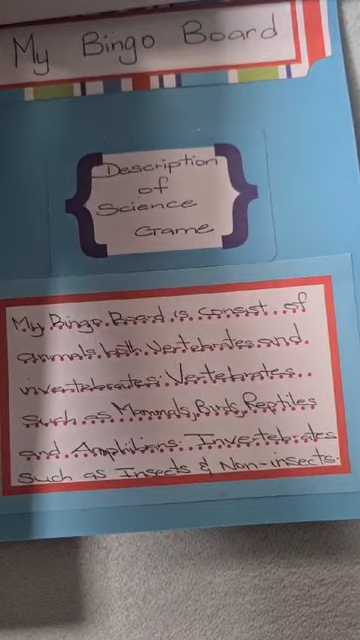 My Bingo Board
Description
of
Science
Game
My Bingo Board is consist of
animals both Vertebrates and
invertebrates. Vertebrates
such as Mammals, Birds, Reptiles
and Amphibians. Invertebrates
such as Insects & Non-insects.